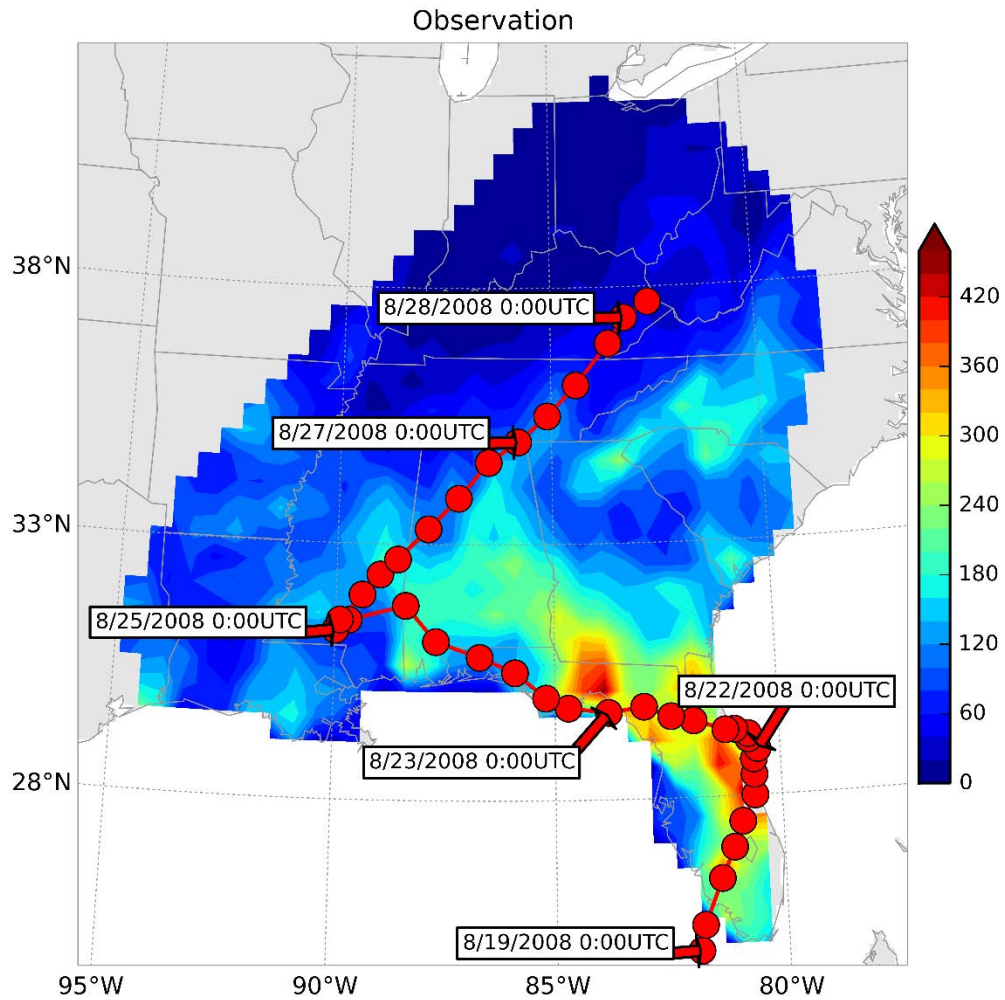 Observation
38°N
33°N
28°N
95°W
90°W
85°W
80°W
8/28/2008 0:00UTC
8/27/2008 0:00UTC
8/25/2008 0:00UTC
8/22/2008 0:00UTC
8/23/2008 0:00UTC
8/19/2008 0:00UTC
420
360
300
240
180
120
60
0